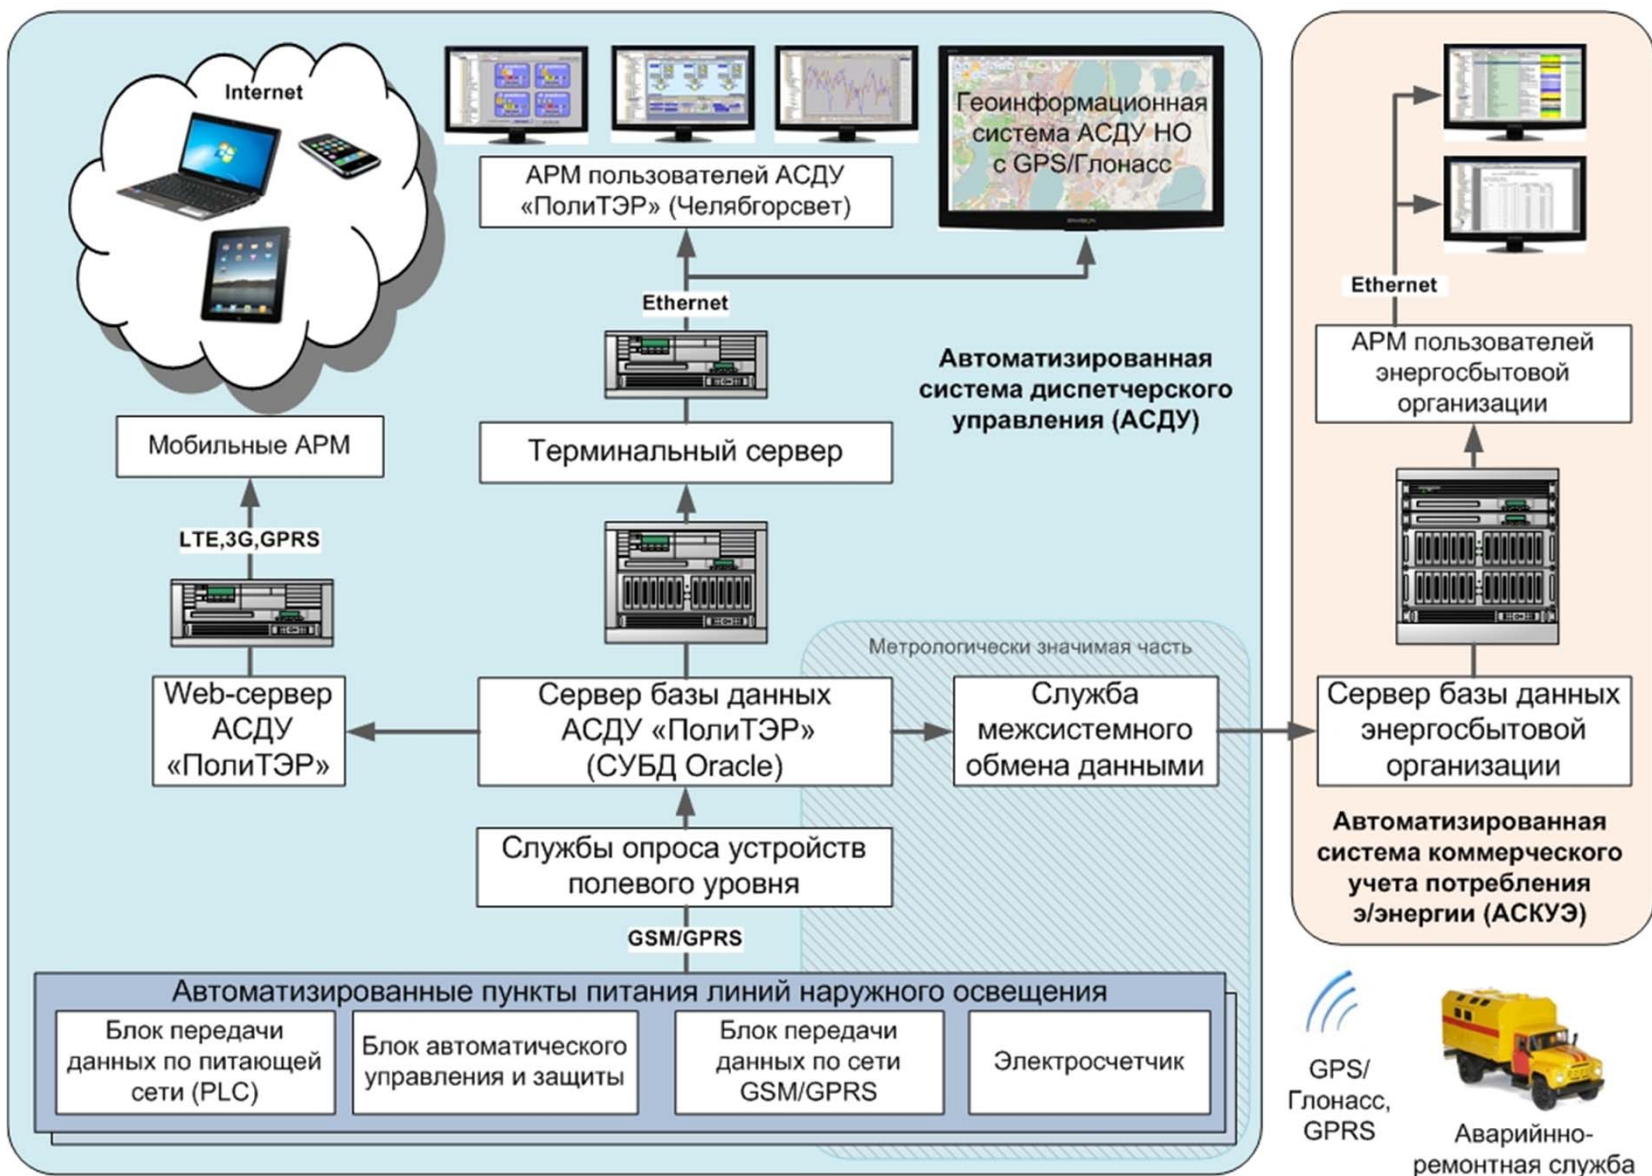 Internet
АРМ пользователей АСДУ
«ПолиТЭР» (Челябгорсвет)
Геоинформационная
система АСДУ НО
с GPS/Глонасс
Ethernet
Мобильные АРМ
Терминальный сервер
Автоматизированная
система диспетчерского
управления (АСДУ)
LTE,3G,GPRS
Метрологически значимая часть
Web-сервер
АСДУ
«ПолиТЭР»
Сервер базы данных
АСДУ «ПолиТЭР»
(СУБД Oracle)
Служба
межсистемного
обмена данными
Службы опроса устройств
полевого уровня
GSM/GPRS
Автоматизированные пункты питания линий наружного освещения
Блок передачи
данных по питающей
сети (PLC)
Блок автоматического
управления и защиты
Блок передачи
данных по сети
GSM/GPRS
Электросчетчик
Ethernet
АРМ пользователей
энергосбытовой
организации
Сервер базы данных
энергосбытовой
организации
Автоматизированная
система коммерческого
учета потребления
э/энергии (АСКУЭ)
GPS/
Глонасс,
GPRS
Аварийнно-
ремонтная служба